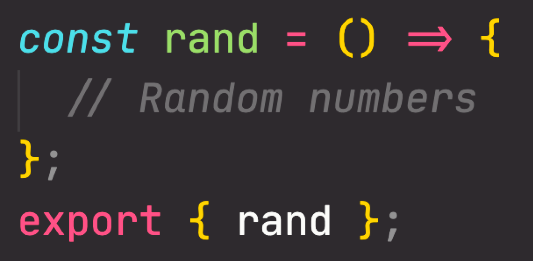 const rand = () => {
// Random numbers
};
export { rand };